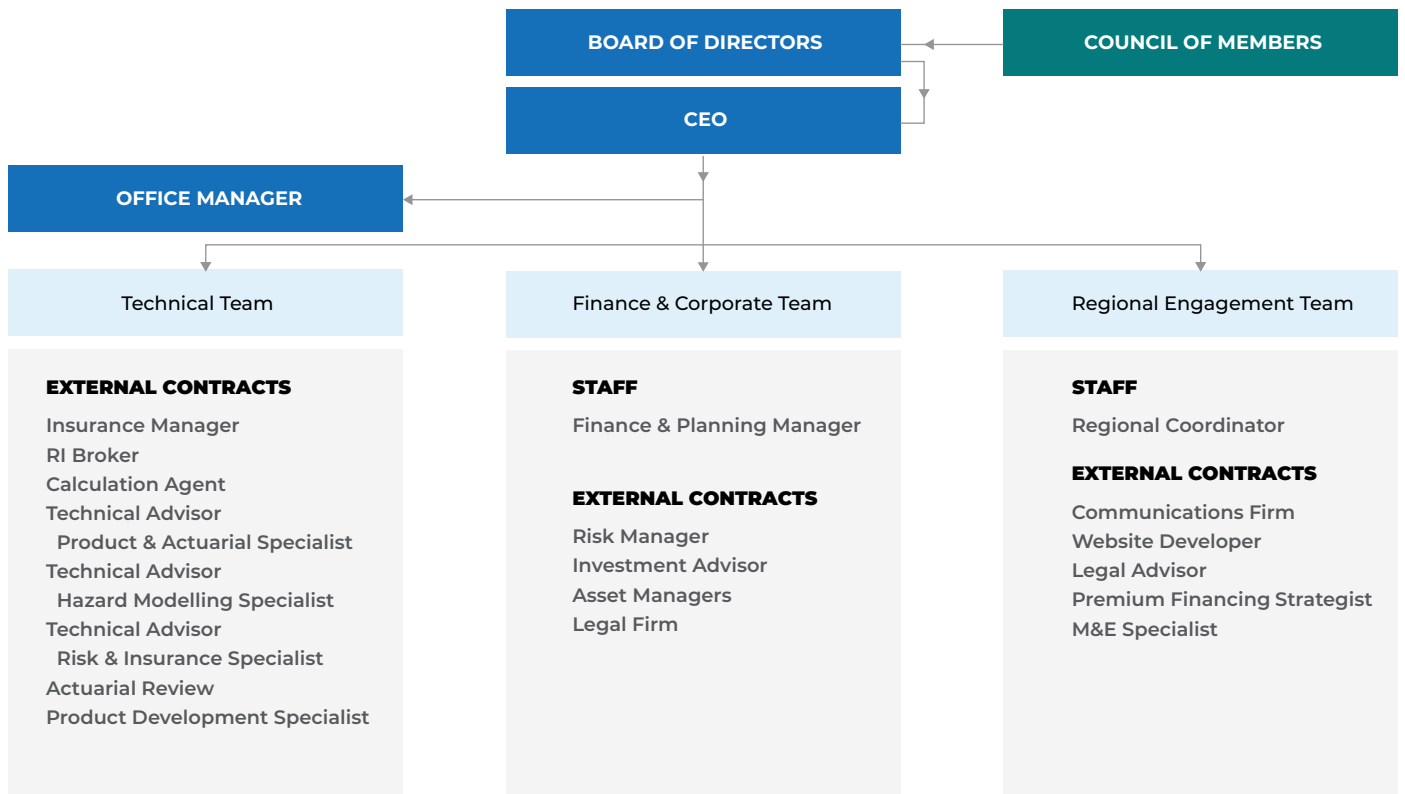 BOARD OF DIRECTORS
COUNCIL OF MEMBERS
CEO
OFFICE MANAGER
Technical Team
Finance & Corporate Team
Regional Engagement Team
EXTERNAL CONTRACTS
Insurance Manager
RI Broker
Calculation Agent
Technical Advisor
Product & Actuarial Specialist
Technical Advisor
Hazard Modelling Specialist
Technical Advisor
Risk & Insurance Specialist
Actuarial Review
Product Development Specialist
STAFF
Finance & Planning Manager
EXTERNAL CONTRACTS
Risk Manager
Investment Advisor
Asset Managers
Legal Firm
STAFF
Regional Coordinator
EXTERNAL CONTRACTS
Communications Firm
Website Developer
Legal Advisor
Premium Financing Strategist
M&E Specialist